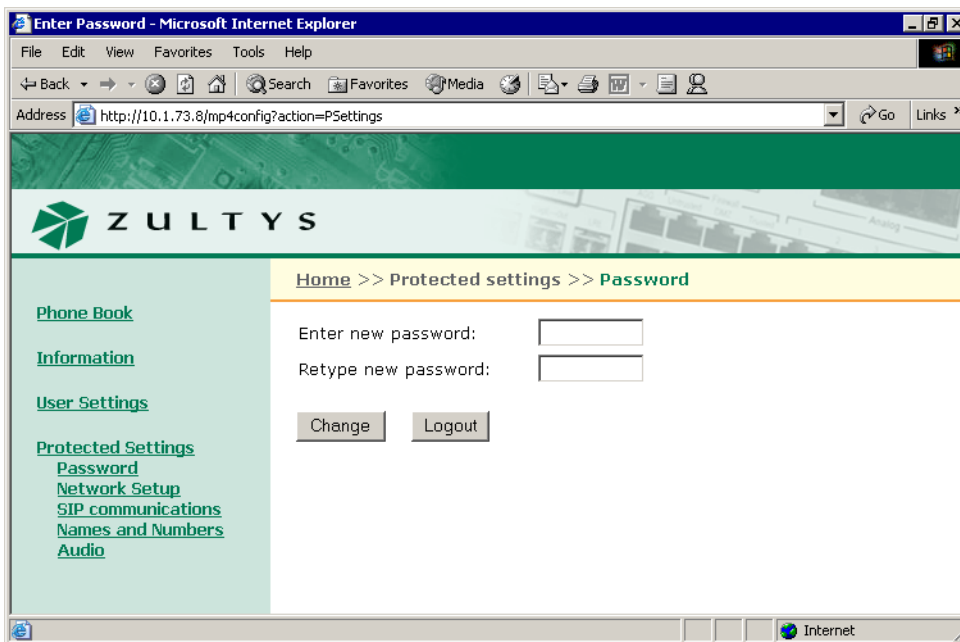 Enter Password - Microsoft Internet Explorer
File Edit View Favorites Tools Help
Back Search Favorites Media
Address http://10.1.73.8/mp4config?action=PSettings Go Links »
ZULTYS
Analog
Home >> Protected settings >> Password
Phone Book
Information
User Settings
Protected Settings
Password
Network Setup
SIP communications
Names and Numbers
Audio
Enter new password:
Retype new password:
Change Logout
Internet